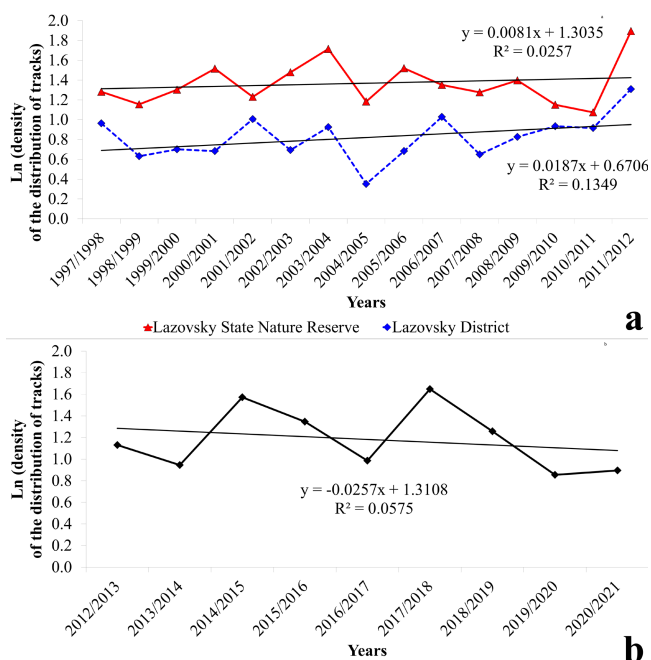 2.0
1.8
1.6
1.4
1.2
1.0
0.8
0.6
0.4
0.2
0.0
Ln (density
of the distribution of tracks)
y = 0.0081x + 1.3035
R² = 0.0257
y = 0.0187x + 0.6706
R² = 0.1349
1997/1998
1998/1999
1999/2000
2000/2001
2001/2002
2002/2003
2003/2004
2004/2005
2005/2006
2006/2007
2007/2008
2008/2009
2009/2010
2010/2011
2011/2012
Years
a
Lazovsky State Nature Reserve
Lazovsky District
2.0
1.8
1.6
1.4
1.2
1.0
0.8
0.6
0.4
0.2
0.0
Ln (density
of the distribution of tracks)
y = -0.0257x + 1.3108
R² = 0.0575
2012/2013
2013/2014
2014/2015
2015/2016
2016/2017
2017/2018
2018/2019
2019/2020
2020/2021
Years
b